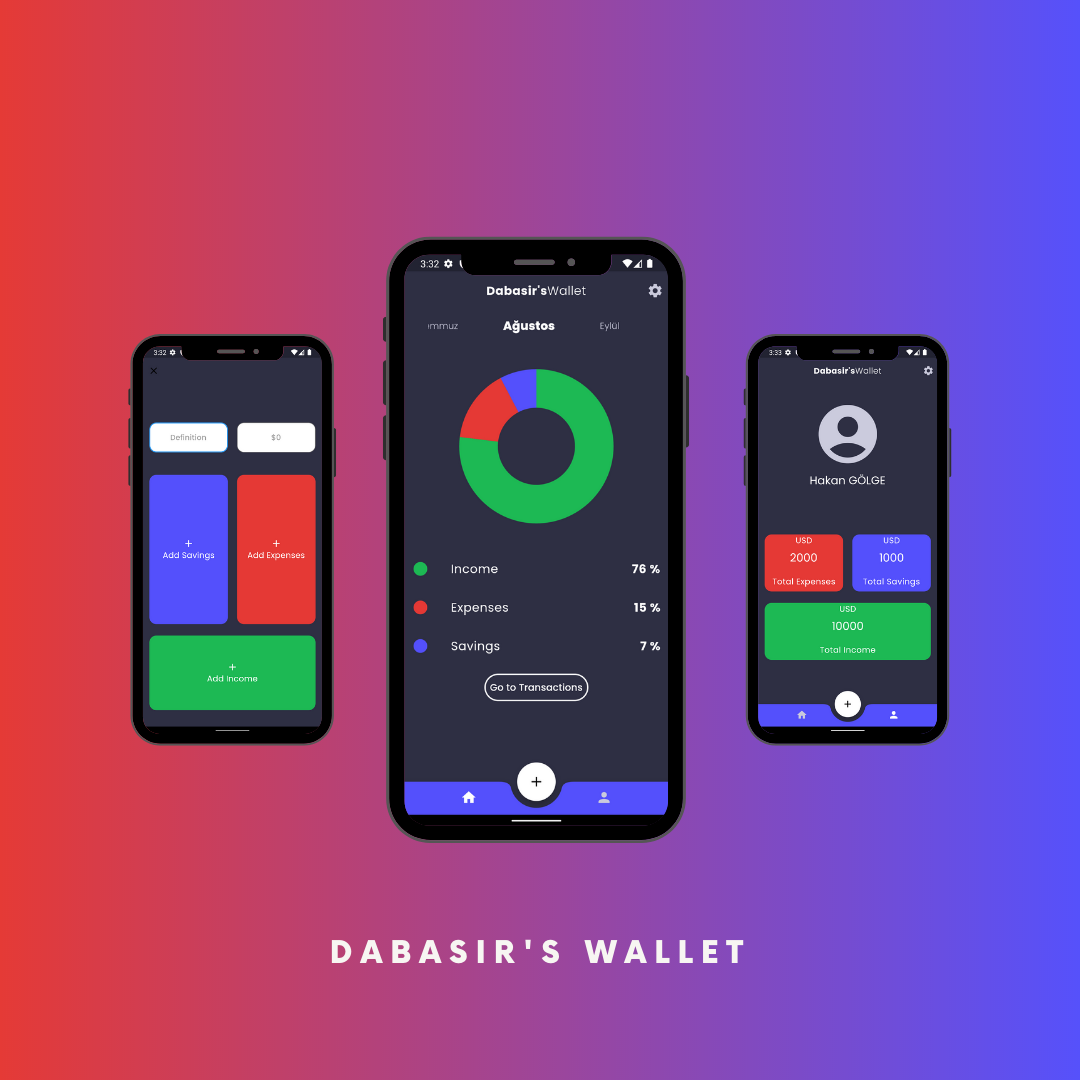 3:32
Definition
$0
+
Add Savings
+
Add Expenses
+
Add Income
3:32
Dabasir'sWallet
emmuz Ağustos Eylül
Income 76 %
Expenses 15 %
Savings 7 %
Go to Transactions
+
3:33
Dabasir'sWallet
Hakan GÖLGE
USD
2000
Total Expenses
USD
1000
Total Savings
USD
10000
Total Income
+
DABASIR'S WALLET